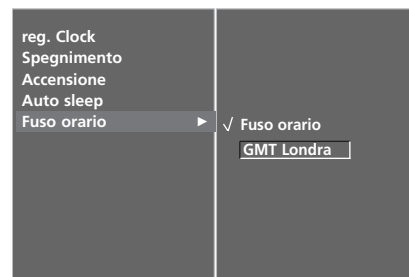 reg. Clock
Spegnimento
Accensione
Auto sleep
Fuso orario ►
√ Fuso orario
GMT Londra